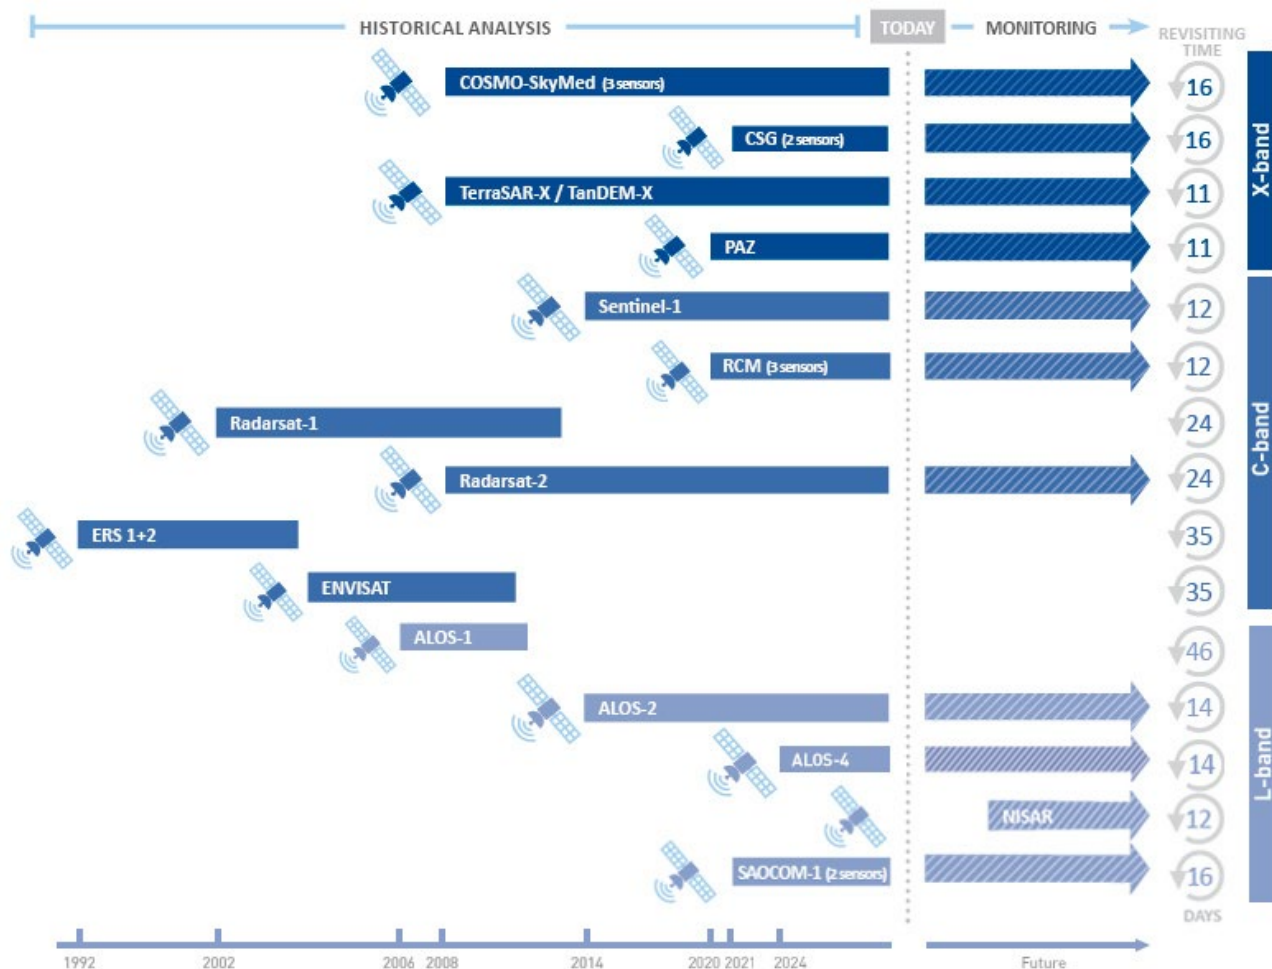 HISTORICAL ANALYSIS
TODAY
MONITORING
REVISITING
TIME
COSMO-SkyMed (3 sensors)
16
CSG (2 sensors)
16
TerraSAR-X / TanDEM-X
11
PAZ
11
X-band
Sentinel-1
12
RCM (3 sensors)
12
Radarsat-1
24
Radarsat-2
24
ERS 1+2
35
ENVISAT
35
C-band
ALOS-1
46
ALOS-2
14
ALOS-4
14
NISAR
12
SAOCOM-1 (2 sensors)
16
L-band
DAYS
1992 2002 2006 2008 2014 2020 2021 2024 Future